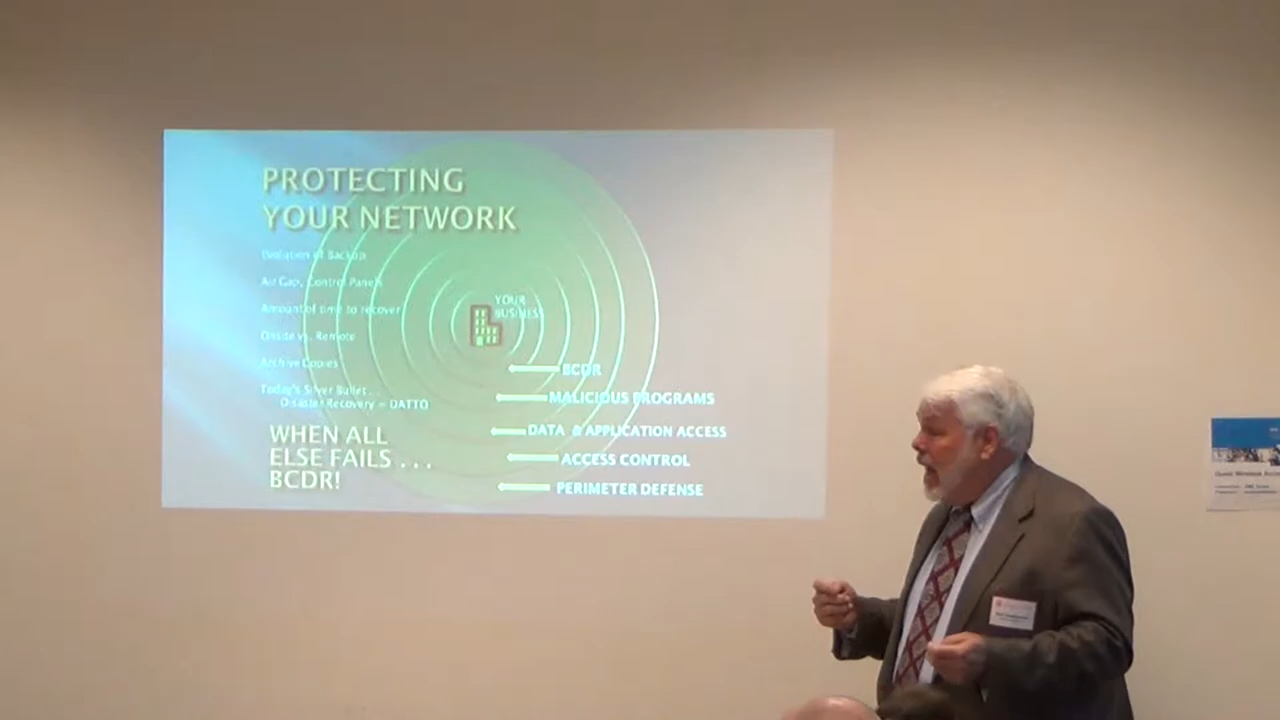 PROTECTING
YOUR NETWORK
Isolation of Backup
Air Gap, Control Panels
Amount of time to recover
Onsite vs. Remote
Archive Copies
Today's Silver Bullet . .
Disaster Recovery = DATTO
WHEN ALL
ELSE FAILS . . .
BCDR!
YOUR
BUSINESS
BCDR
MALICIOUS PROGRAMS
DATA & APPLICATION ACCESS
ACCESS CONTROL
PERIMETER DEFENSE
Guest Wireless